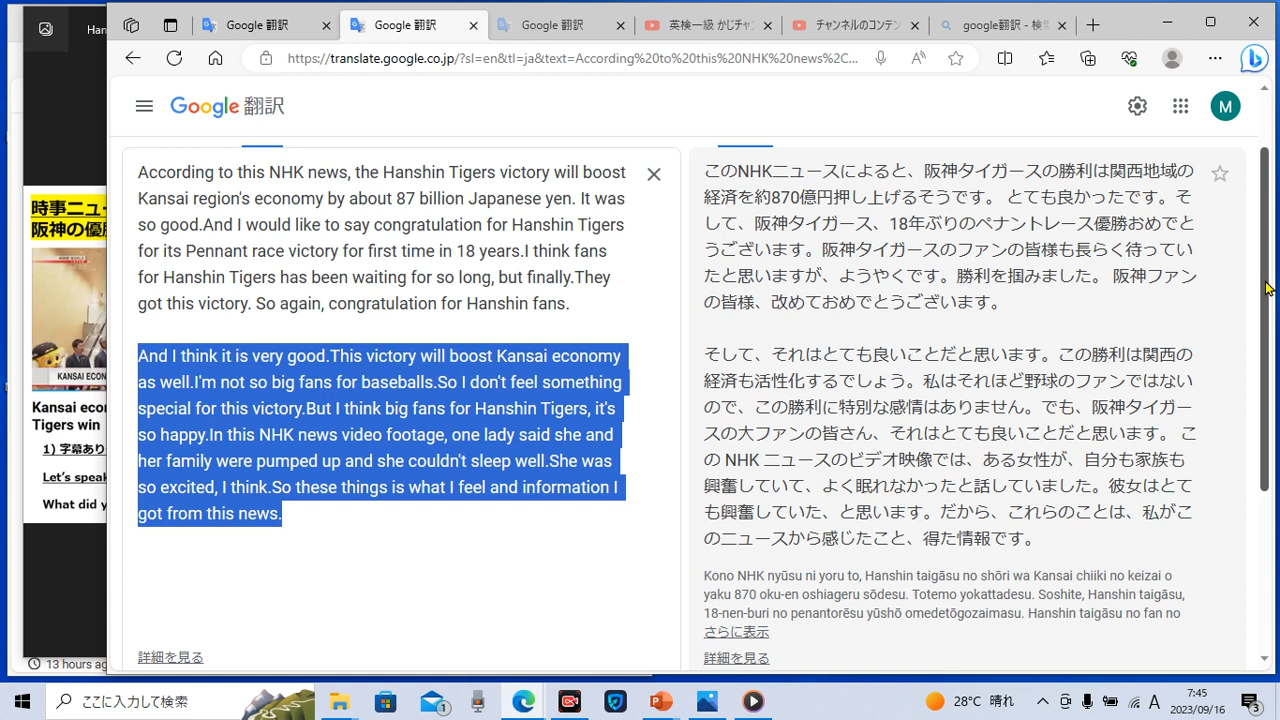 Google 翻訳
Google 翻訳
Google 翻訳
英検一級 かじチャ
チャンネルのコンテン
google翻訳 - 検
https://translate.google.co.jp/?sl=en&tl=ja&text=According%20to%20this%20NHK%20news%2C...
Han
Google 翻訳
M
According to this NHK news, the Hanshin Tigers victory will boost
Kansai region's economy by about 87 billion Japanese yen. It was
so good.And I would like to say congratulation for Hanshin Tigers
for its Pennant race victory for first time in 18 years.I think fans
for Hanshin Tigers has been waiting for so long, but finally.They
got this victory. So again, congratulation for Hanshin fans.
And I think it is very good.This victory will boost Kansai economy
as well.I'm not so big fans for baseballs.So I don't feel something
special for this victory.But I think big fans for Hanshin Tigers, it's
so happy.In this NHK news video footage, one lady said she and
her family were pumped up and she couldn't sleep well.She was
so excited, I think.So these things is what I feel and information I
got from this news.
詳細を見る
このNHKニュースによると、阪神タイガースの勝利は関西地域の
経済を約870億円押し上げるそうです。 とても良かったです。そ
して、阪神タイガース、18年ぶりのペナントレース優勝おめでと
うございます。阪神タイガースのファンの皆様も長らく待ってい
たと思いますが、ようやくです。勝利を掴みました。 阪神ファン
の皆様、改めておめでとうございます。
そして、それはとても良いことだと思います。この勝利は関西の
経済も活性化するでしょう。私はそれほど野球のファンではない
ので、この勝利に特別な感情はありません。でも、阪神タイガー
スの大ファンの皆さん、それはとても良いことだと思います。 こ
の NHK ニュースのビデオ映像では、ある女性が、自分も家族も
興奮していて、よく眠れなかったと話していました。彼女はとて
も興奮していた、と思います。だから、これらのことは、私がこ
のニュースから感じたこと、得た情報です。
Kono NHK nyūsu ni yoru to, Hanshin taigāsu no shōri wa Kansai chiiki no keizai o
yaku 870 oku-en oshiageru sōdesu. Totemo yokattadesu. Soshite, Hanshin taigāsu,
18-nen-buri no penantorēsu yūshō omedetōgozaimasu. Hanshin taigāsu no fan no
さらに表示
詳細を見る
時事ニュ
阪神の優
KANSAI ECON
Kansai econ
Tigers win
1) 字幕あり
Let's speak
What did y
13 hours ag
ここに入力して検索
1
28°C 晴れ
A
7:45
2023/09/16
3